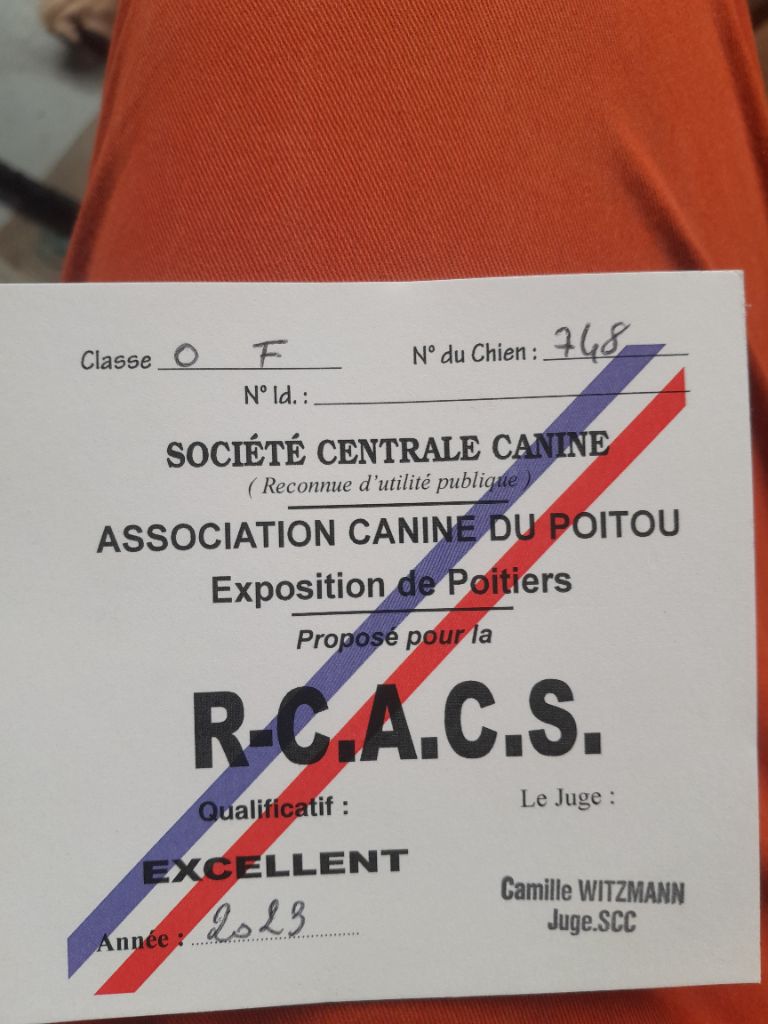 Classe O F N° du Chien : 748
N° Id. :
SOCIÉTÉ CENTRALE CANINE
( Reconnue d'utilité publique )
ASSOCIATION CANINE DU POITOU
Exposition de Poitiers
Proposé pour la
R-C.A.C.S.
Qualificatif : Le Juge :
EXCELLENT
Camille WITZMANN
Juge.SCC
Année : 2023